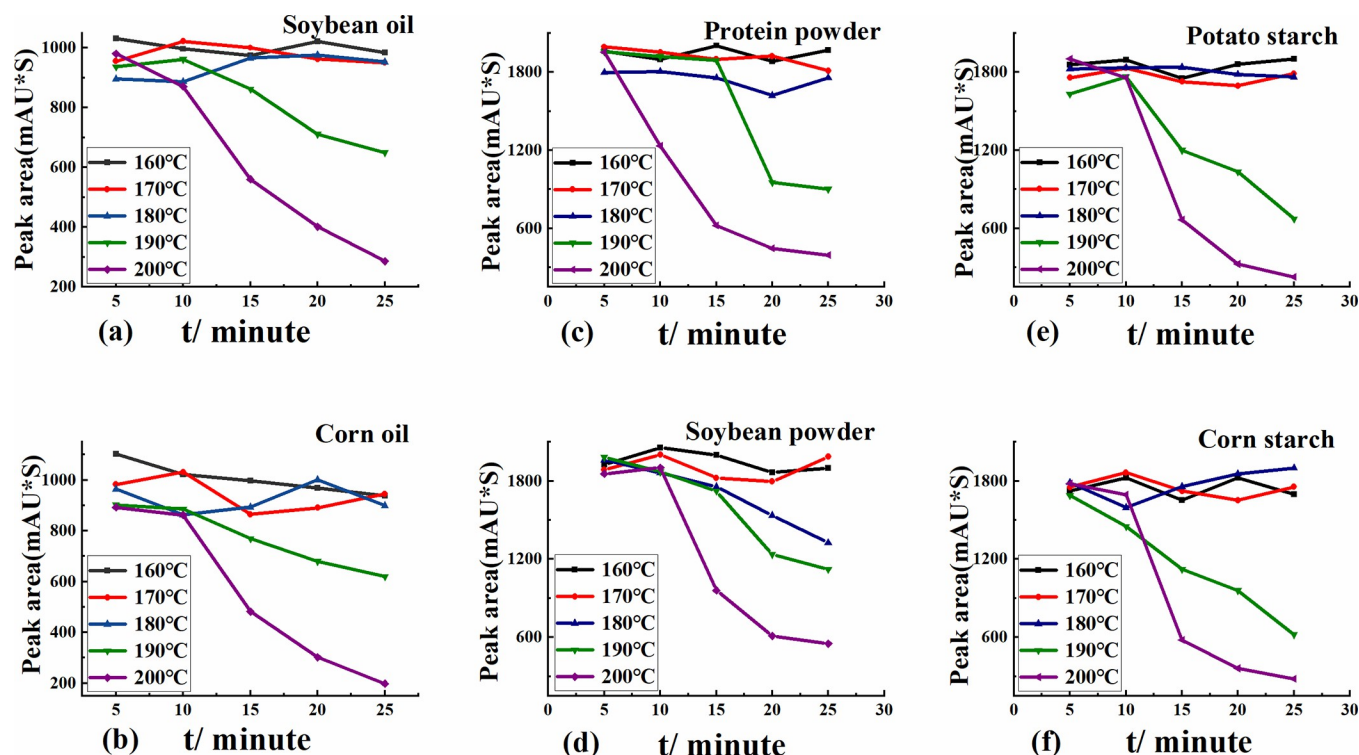 Soybean oil
Peak area(mAU*S)
1000
800
600
400
200
160℃
170℃
180℃
190℃
200℃
5 10 15 20 25
(a) t/ minute
Protein powder
Peak area(mAU*S)
1800
1200
600
160℃
170℃
180℃
190℃
200℃
0 5 10 15 20 25 30
(c) t/ minute
Potato starch
Peak area(mAU*S)
1800
1200
600
160℃
170℃
180℃
190℃
200℃
0 5 10 15 20 25 30
(e) t/ minute
Corn oil
Peak area(mAU*S)
1000
800
600
400
200
160℃
170℃
180℃
190℃
200℃
5 10 15 20 25
(b) t/ minute
Soybean powder
Peak area(mAU*S)
1800
1200
600
160℃
170℃
180℃
190℃
200℃
0 5 10 15 20 25 30
(d) t/ minute
Corn starch
Peak area(mAU*S)
1800
1200
600
160℃
170℃
180℃
190℃
200℃
0 5 10 15 20 25 30
(f) t/ minute